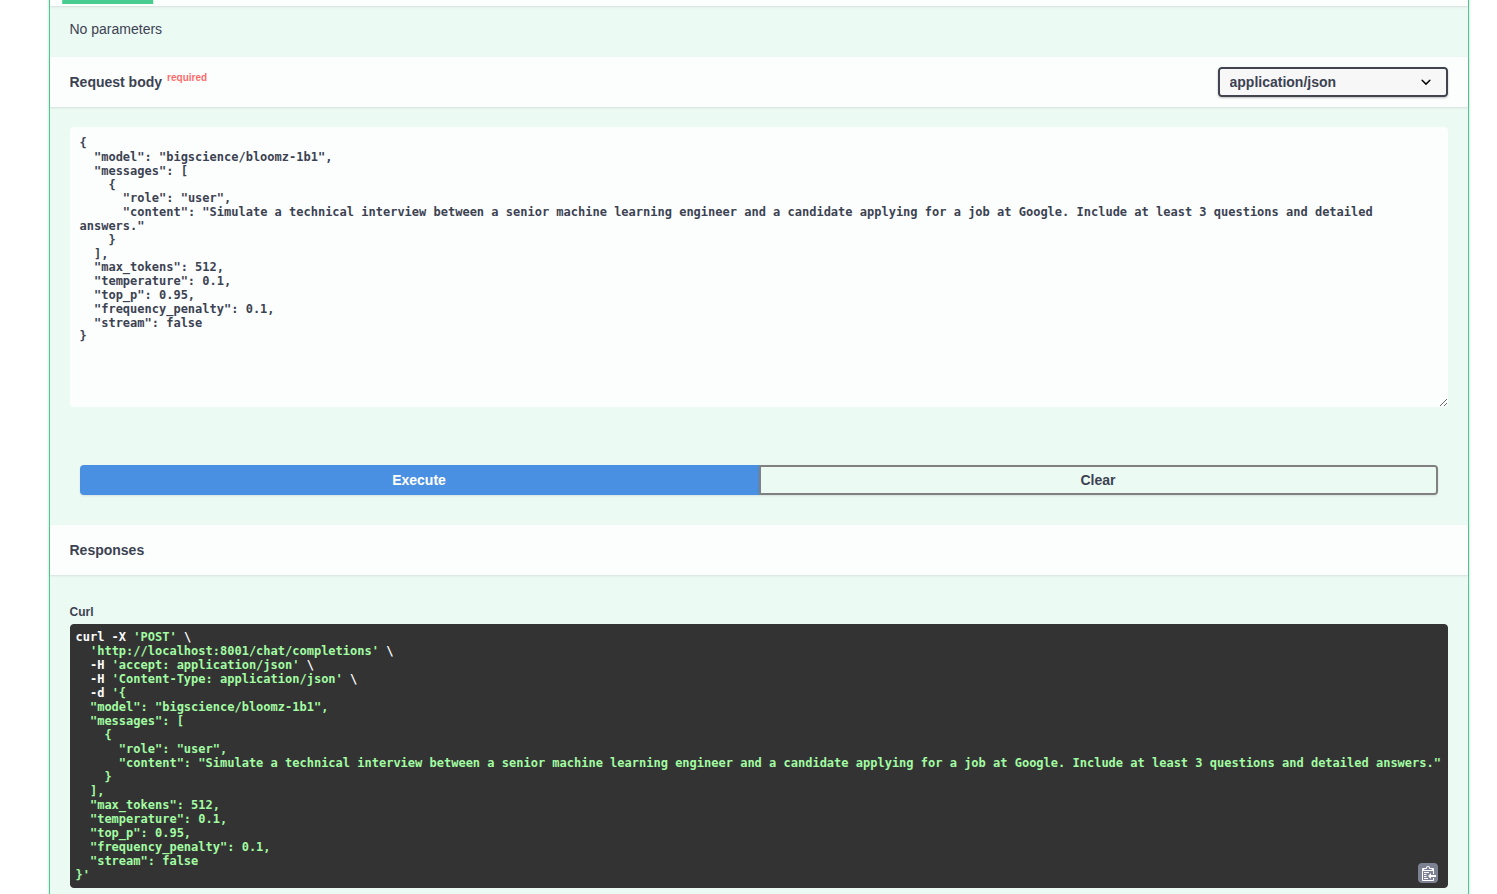 No parameters
Request body required
application/json
{
  "model": "bigscience/bloomz-1b1",
  "messages": [
    {
      "role": "user",
      "content": "Simulate a technical interview between a senior machine learning engineer and a candidate applying for a job at Google. Include at least 3 questions and detailed
answers."
    }
  ],
  "max_tokens": 512,
  "temperature": 0.1,
  "top_p": 0.95,
  "frequency_penalty": 0.1,
  "stream": false
}
Execute
Clear
Responses
Curl
curl -X 'POST' \
  'http://localhost:8001/chat/completions' \
  -H 'accept: application/json' \
  -H 'Content-Type: application/json' \
  -d '{
  "model": "bigscience/bloomz-1b1",
  "messages": [
    {
      "role": "user",
      "content": "Simulate a technical interview between a senior machine learning engineer and a candidate applying for a job at Google. Include at least 3 questions and detailed answers."
    }
  ],
  "max_tokens": 512,
  "temperature": 0.1,
  "top_p": 0.95,
  "frequency_penalty": 0.1,
  "stream": false
}'